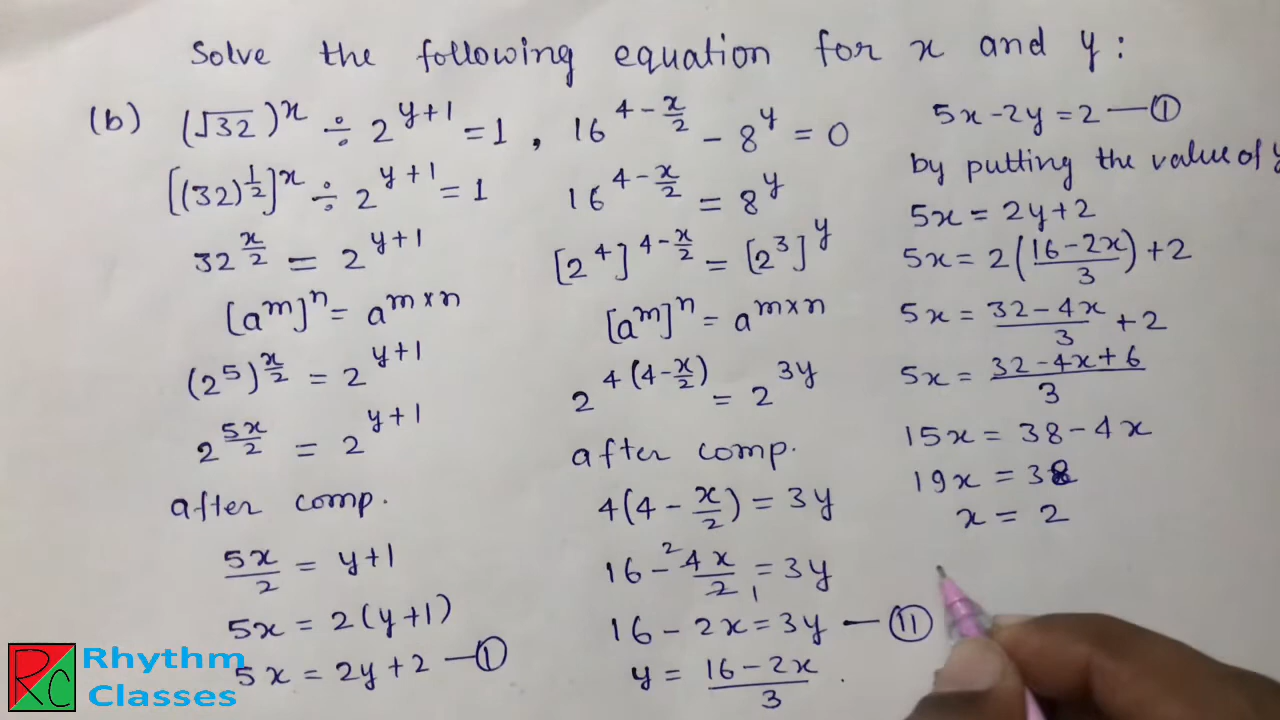 Solve the following equation for x and y :
(b) (√32)^x ÷ 2^(y+1) = 1 , 16^(4-x/2) - 8^y = 0
[(32)^(1/2)]^x ÷ 2^(y+1) = 1
32^(x/2) = 2^(y+1)
[a^m]^n = a^(m×n)
(2^5)^(x/2) = 2^(y+1)
2^(5x/2) = 2^(y+1)
after comp.
5x/2 = y+1
5x = 2(y+1)
5x = 2y+2 — ①
16^(4-x/2) = 8^y
[2^4]^(4-x/2) = [2^3]^y
[a^m]^n = a^(m×n)
2^(4(4-x/2)) = 2^(3y)
after comp.
4(4-x/2) = 3y
16 - ²4x/2₁ = 3y
16 - 2x = 3y — ⑪
y = (16-2x)/3 .
5x-2y = 2 — ①
by putting the value of y
5x = 2y+2
5x = 2((16-2x)/3) + 2
5x = (32-4x)/3 + 2
5x = (32-4x+6)/3
15x = 38-4x
19x = 38
x = 2
RC Rhythm
Classes